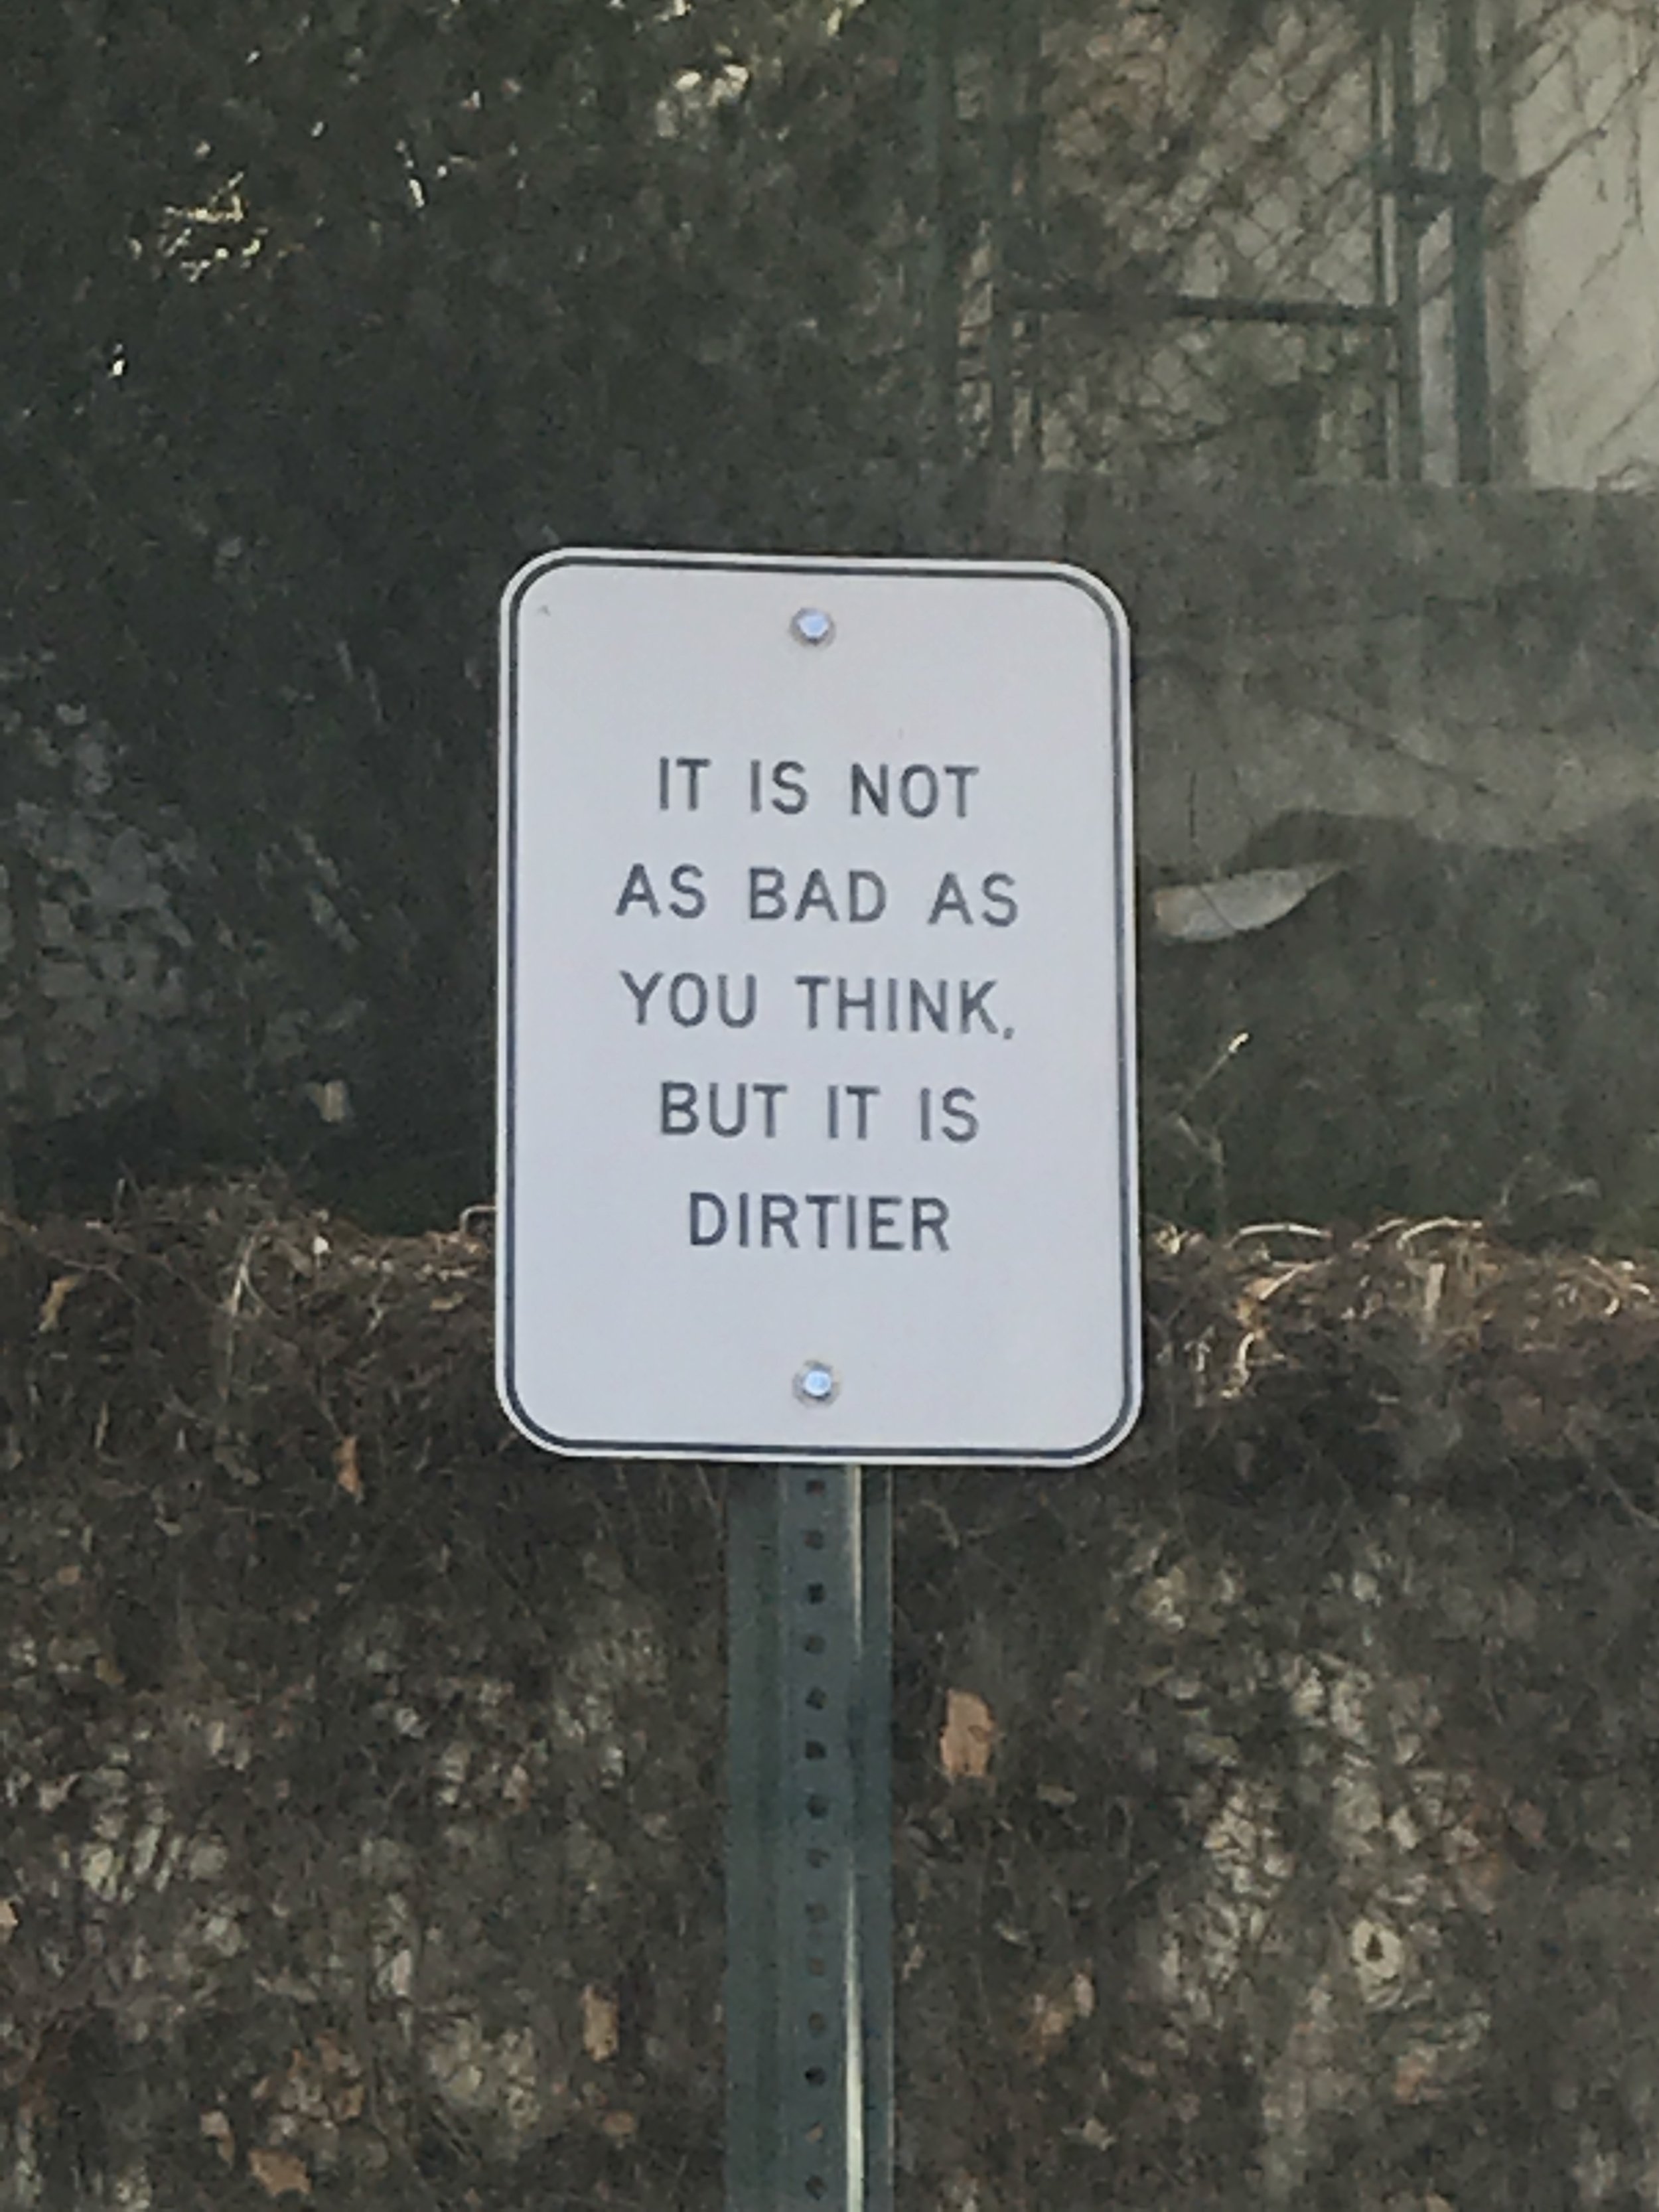 IT IS NOT
AS BAD AS
YOU THINK,
BUT IT IS
DIRTIER